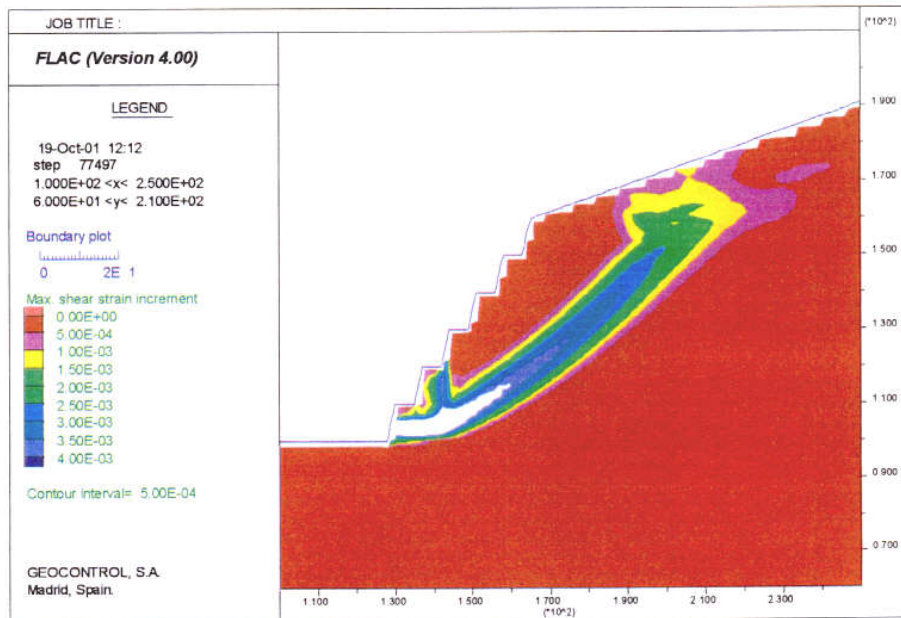 JOB TITLE :
FLAC (Version 4.00)
LEGEND
19-Oct-01 12:12
step 77497
1.000E+02 <x< 2.500E+02
6.000E+01 <y< 2.100E+02
Boundary plot
0 2E 1
Max. shear strain increment
0.00E+00
5.00E-04
1.00E-03
1.50E-03
2.00E-03
2.50E-03
3.00E-03
3.50E-03
4.00E-03
Contour interval= 5.00E-04
GEOCONTROL, S.A.
Madrid, Spain.
(*10^2)
1.900
1.700
1.500
1.300
1.100
0.900
0.700
1.100 1.300 1.500 1.700 1.900 2.100 2.300
(*10^2)